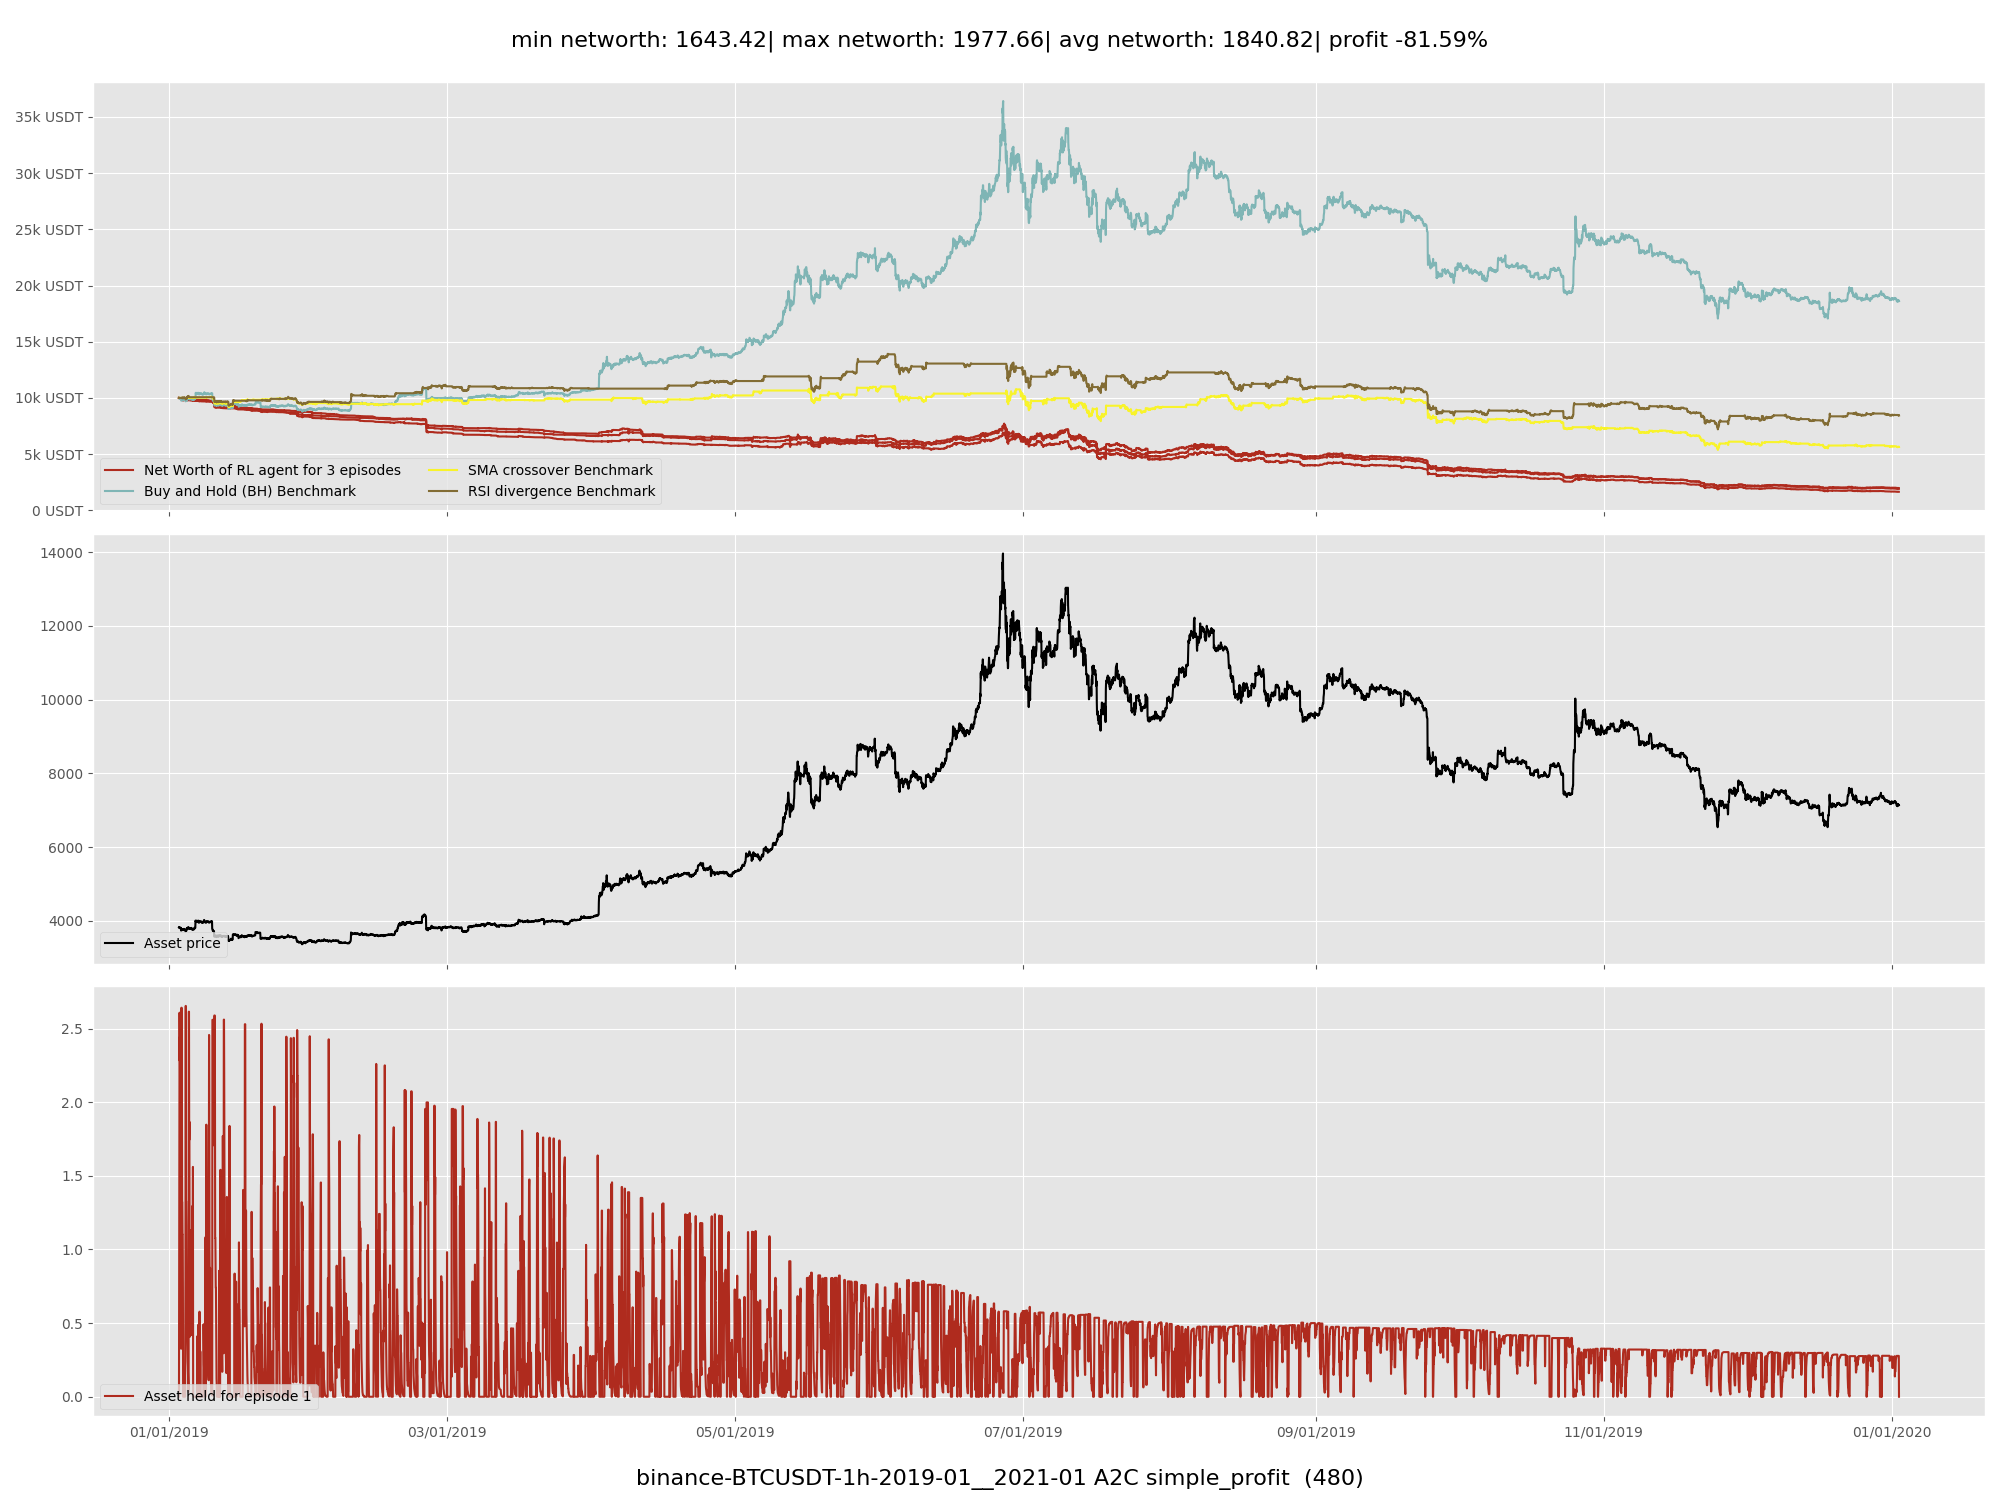 min networth: 1643.42| max networth: 1977.66| avg networth: 1840.82| profit -81.59%
35k USDT
30k USDT
25k USDT
20k USDT
15k USDT
10k USDT
5k USDT
0 USDT
Net Worth of RL agent for 3 episodes
Buy and Hold (BH) Benchmark
SMA crossover Benchmark
RSI divergence Benchmark
14000
12000
10000
8000
6000
4000
Asset price
2.5
2.0
1.5
1.0
0.5
0.0
Asset held for episode 1
01/01/2019 03/01/2019 05/01/2019 07/01/2019 09/01/2019 11/01/2019 01/01/2020
binance-BTCUSDT-1h-2019-01__2021-01 A2C simple_profit (480)